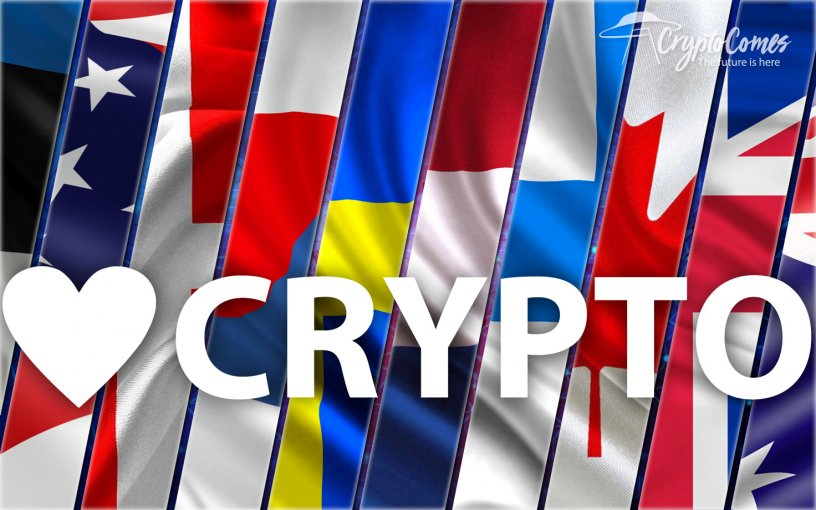 CryptoComes
The future is here
CRYPTO